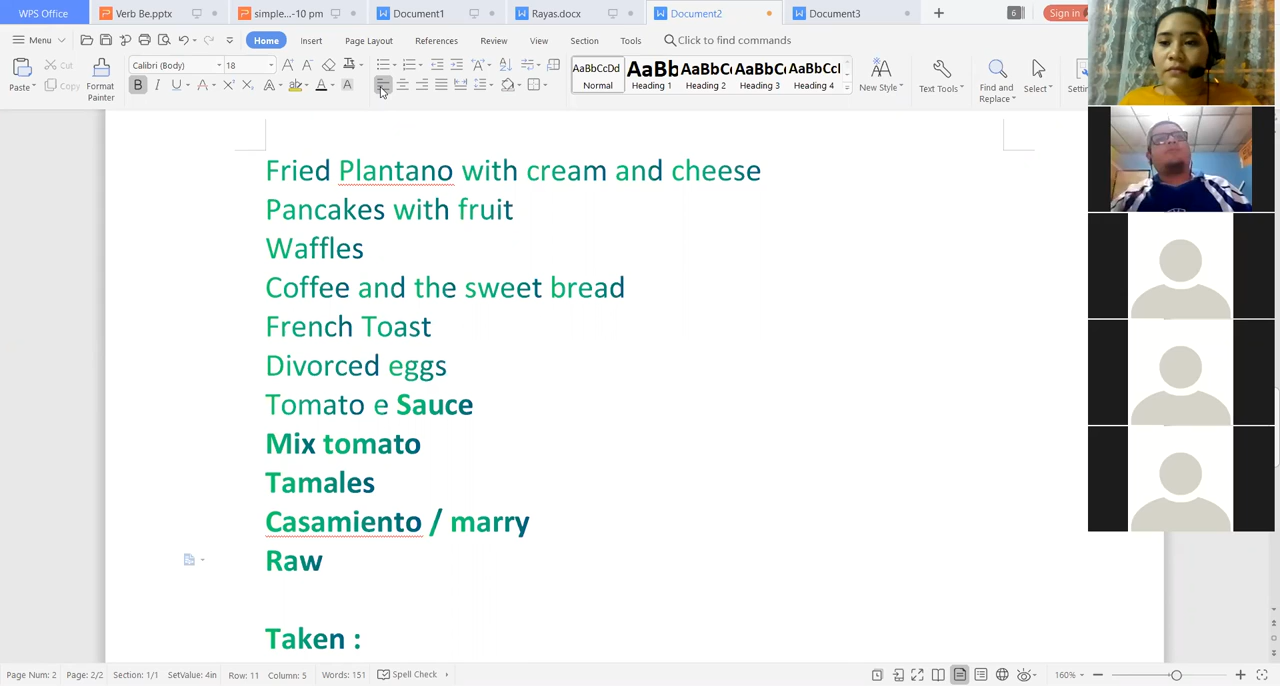 WPS Office
Verb Be.pptx
simple...-10 pm
Document1
Rayas.docx
Document2
Document3
6
Sign in
Menu
Home
Insert
Page Layout
References
Review
View
Section
Tools
Click to find commands
Paste
Cut
Copy
Format Painter
Calibri (Body)
18
AaBbCcDd
Normal
AaBb
Heading 1
AaBbC
Heading 2
AaBbC
Heading 3
AaBbCcl
Heading 4
New Style
Text Tools
Find and Replace
Select
Fried Plantano with cream and cheese
Pancakes with fruit
Waffles
Coffee and the sweet bread
French Toast
Divorced eggs
Tomato e Sauce
Mix tomato
Tamales
Casamiento / marry
Raw
Taken :
Page Num: 2
Page: 2/2
Section: 1/1
SetValue: 4in
Row: 11
Column: 5
Words: 151
Spell Check
160%